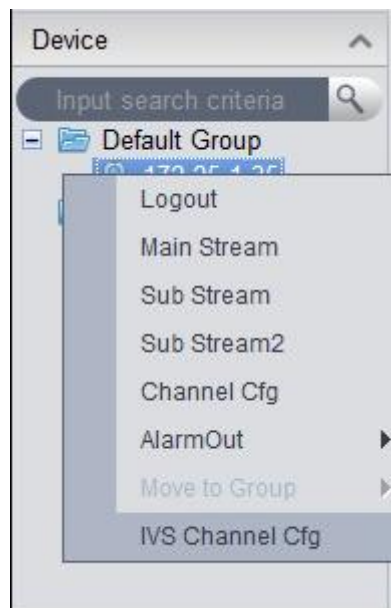 Device
Input search criteria
Default Group
Logout
Main Stream
Sub Stream
Sub Stream2
Channel Cfg
AlarmOut
Move to Group
IVS Channel Cfg